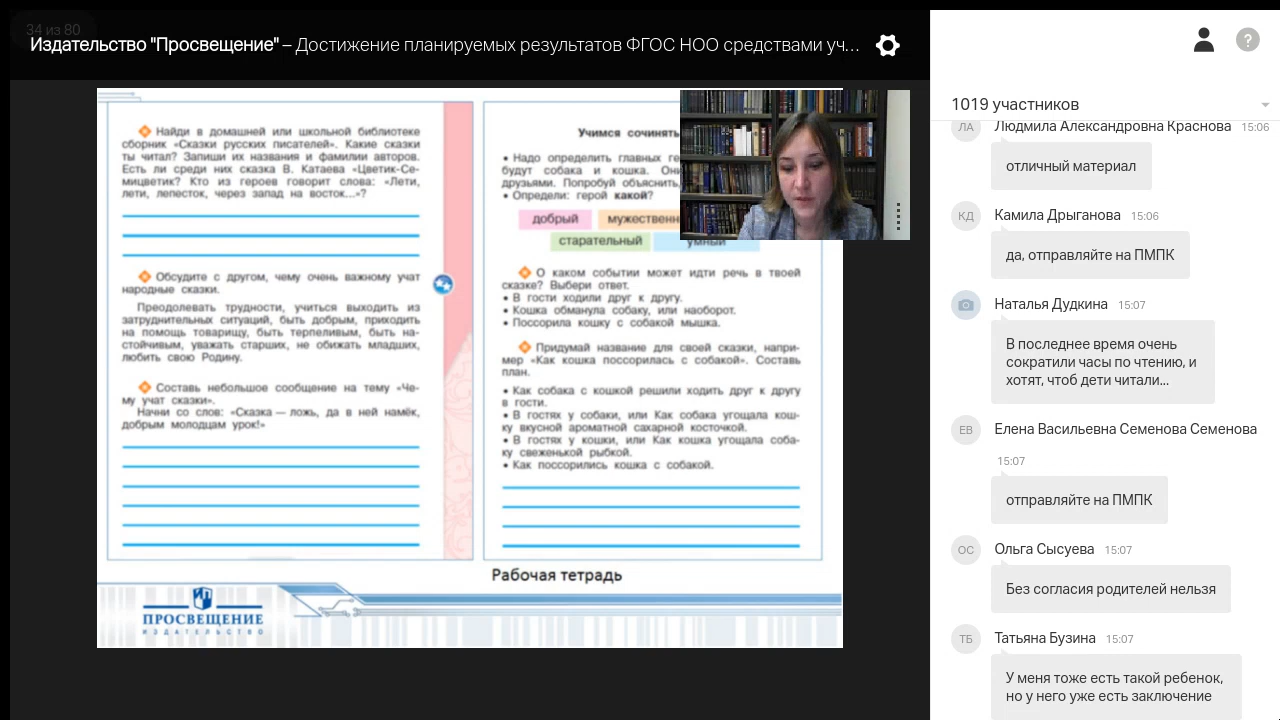 34 из 80
Издательство "Просвещение" – Достижение планируемых результатов ФГОС НОО средствами уч...
Найди в домашней или школьной библиотеке
сборник «Сказки русских писателей». Какие сказки
ты читал? Запиши их названия и фамилии авторов.
Есть ли среди них сказка В. Катаева «Цветик-Се-
мицветик? Кто из героев говорит слова: «Лети,
лети, лепесток, через запад на восток...»?
Обсудите с другом, чему очень важному учат
народные сказки.
Преодолевать трудности, учиться выходить из
затруднительных ситуаций, быть добрым, приходить
на помощь товарищу, быть терпеливым, быть на-
стойчивым, уважать старших, не обижать младших,
любить свою Родину.
Составь небольшое сообщение на тему «Че-
му учат сказки».
Начни со слов: «Сказка — ложь, да в ней намёк,
добрым молодцам урок!»
Учимся сочинять
• Надо определить главных ге
будут собака и кошка. Они
друзьями. Попробуй объяснить,
• Определи: герой какой?
добрый мужественн
старательный умный
О каком событии может идти речь в твоей
сказке? Выбери ответ.
• В гости ходили друг к другу.
• Кошка обманула собаку, или наоборот.
• Поссорила кошку с собакой мышка.
Придумай название для своей сказки, напри-
мер «Как кошка поссорилась с собакой». Составь
план.
• Как собака с кошкой решили ходить друг к другу
в гости.
• В гостях у собаки, или Как собака угощала кош-
ку вкусной ароматной сахарной косточкой.
• В гостях у кошки, или Как кошка угощала соба-
ку свеженькой рыбкой.
• Как поссорились кошка с собакой.
Рабочая тетрадь
ПРОСВЕЩЕНИЕ
ИЗДАТЕЛЬСТВО
?
1019 участников
ЛА Людмила Александровна Краснова 15:06
отличный материал
КД Камила Дрыганова 15:06
да, отправляйте на ПМПК
Наталья Дудкина 15:07
В последнее время очень
сократили часы по чтению, и
хотят, чтоб дети читали...
ЕВ Елена Васильевна Семенова Семенова
15:07
отправляйте на ПМПК
ОС Ольга Сысуева 15:07
Без согласия родителей нельзя
ТБ Татьяна Бузина 15:07
У меня тоже есть такой ребенок,
но у него уже есть заключение